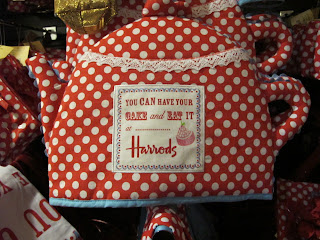 YOU CAN HAVE YOUR
CAKE and EAT IT
at ................
Harrods